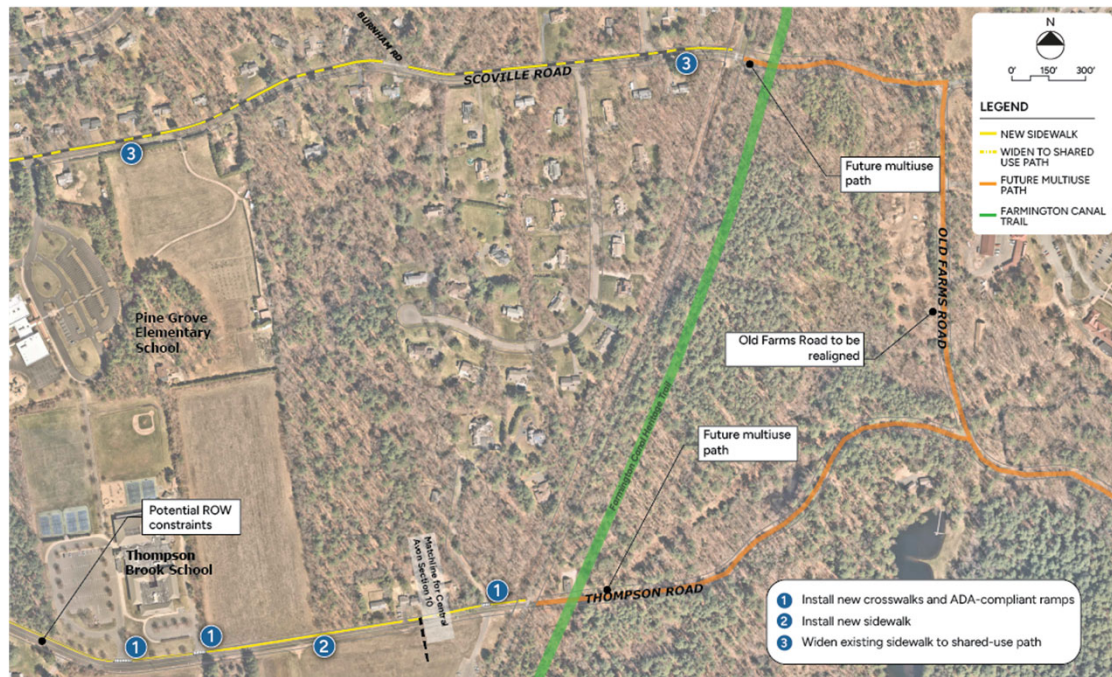 BURNHAM RD
SCOVILLE ROAD
3
3
N
0' 150' 300'
LEGEND
NEW SIDEWALK
WIDEN TO SHARED
USE PATH
FUTURE MULTIUSE
PATH
FARMINGTON CANAL
TRAIL
Future multiuse
path
OLD FARMS ROAD
Pine Grove
Elementary
School
Old Farms Road to be
realigned
Farmington Canal Heritage Trail
Future multiuse
path
Potential ROW
constraints
Thompson
Brook School
Matchline for Central
Avon Section 10
1
THOMPSON ROAD
1
1
2
1 Install new crosswalks and ADA-compliant ramps
2 Install new sidewalk
3 Widen existing sidewalk to shared-use path